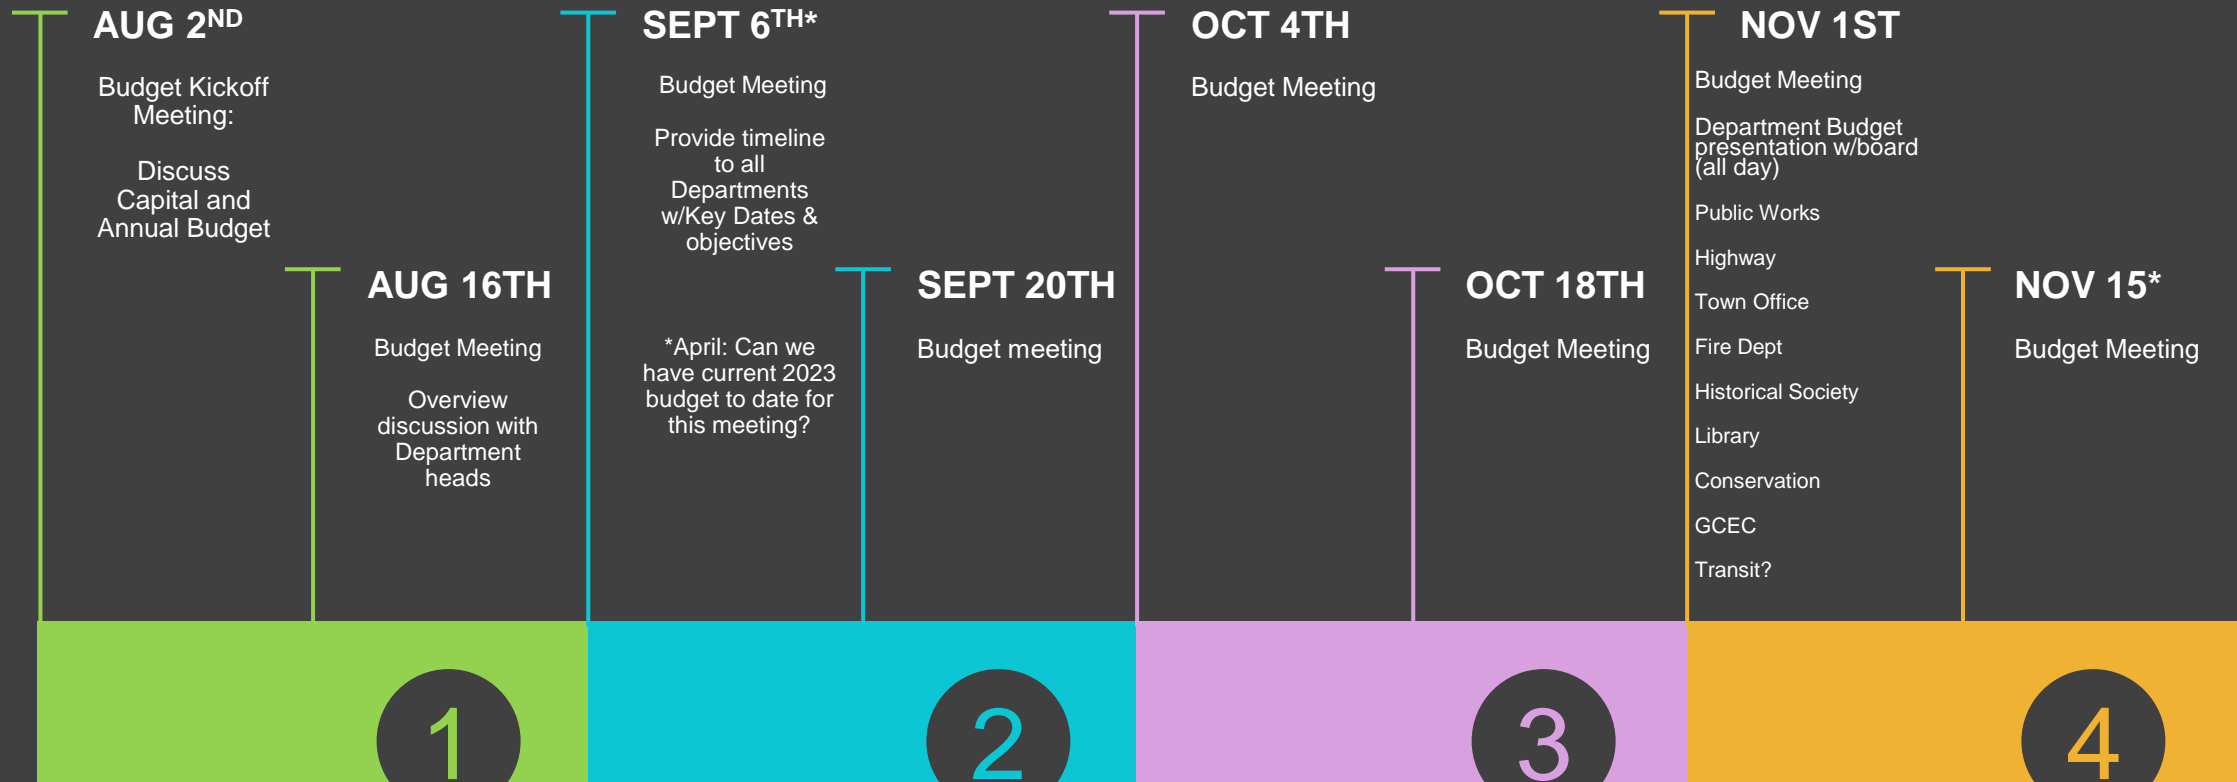 AUG 2ND
Budget Kickoff
Meeting:
Discuss
Capital and
Annual Budget
AUG 16TH
Budget Meeting
Overview
discussion with
Department
heads
SEPT 6TH*
Budget Meeting
Provide timeline
to all
Departments
w/Key Dates &
objectives
*April: Can we
have current 2023
budget to date for
this meeting?
SEPT 20TH
Budget meeting
OCT 4TH
Budget Meeting
OCT 18TH
Budget Meeting
NOV 1ST
Budget Meeting
Department Budget
presentation w/board
(all day)
Public Works
Highway
Town Office
Fire Dept
Historical Society
Library
Conservation
GCEC
Transit?
NOV 15*
Budget Meeting
1
2
3
4